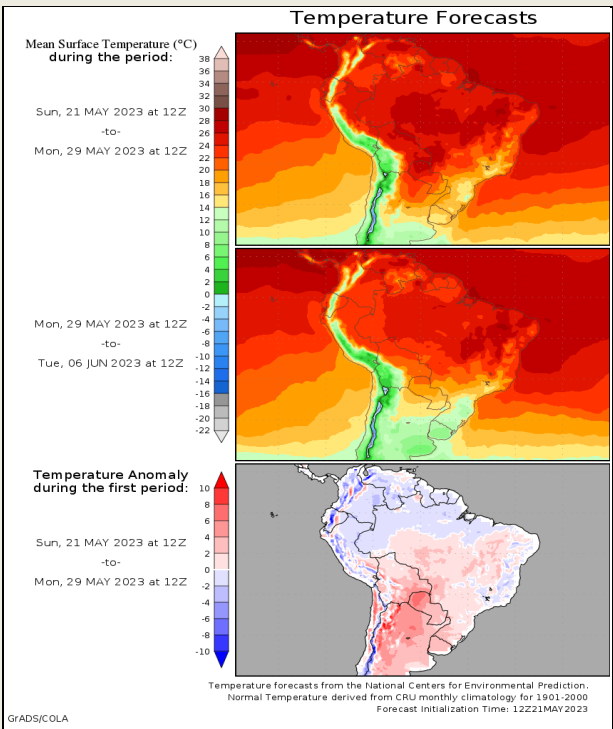 Temperature Forecasts
Mean Surface Temperature (°C)
during the period:
Sun, 21 MAY 2023 at 12Z
-to-
Mon, 29 MAY 2023 at 12Z
38
36
34
32
30
28
26
24
22
20
18
16
14
12
10
8
6
4
2
0
-2
-4
-6
-8
-10
-12
-14
-16
-18
-20
-22
Mon, 29 MAY 2023 at 12Z
-to-
Tue, 06 JUN 2023 at 12Z
Temperature Anomaly
during the first period:
Sun, 21 MAY 2023 at 12Z
-to-
Mon, 29 MAY 2023 at 12Z
10
8
6
4
2
0
-2
-4
-6
-8
-10
Temperature forecasts from the National Centers for Environmental Prediction.
Normal Temperature derived from CRU monthly climatology for 1901-2000
Forecast Initialization Time: 12Z21MAY2023
GrADS/COLA